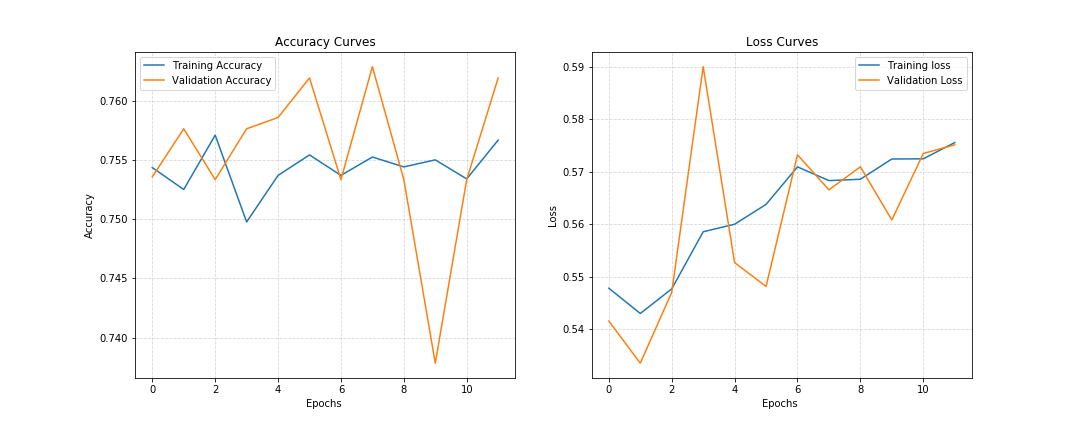 Accuracy Curves
Training Accuracy
Validation Accuracy
0.760
0.755
0.750
0.745
0.740
Accuracy
0 2 4 6 8 10
Epochs
Loss Curves
Training loss
Validation Loss
0.59
0.58
0.57
0.56
0.55
0.54
Loss
0 2 4 6 8 10
Epochs